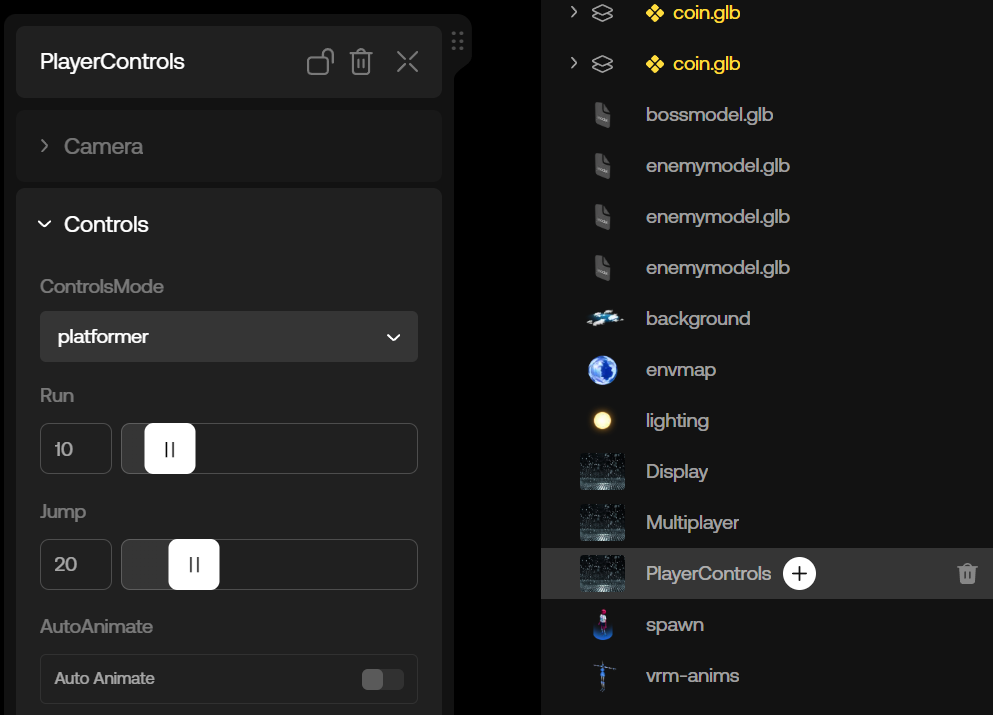 PlayerControls
Camera
Controls
ControlsMode
platformer
Run
10
Jump
20
AutoAnimate
Auto Animate
coin.glb
coin.glb
bossmodel.glb
enemymodel.glb
enemymodel.glb
enemymodel.glb
background
envmap
lighting
Display
Multiplayer
PlayerControls
spawn
vrm-anims